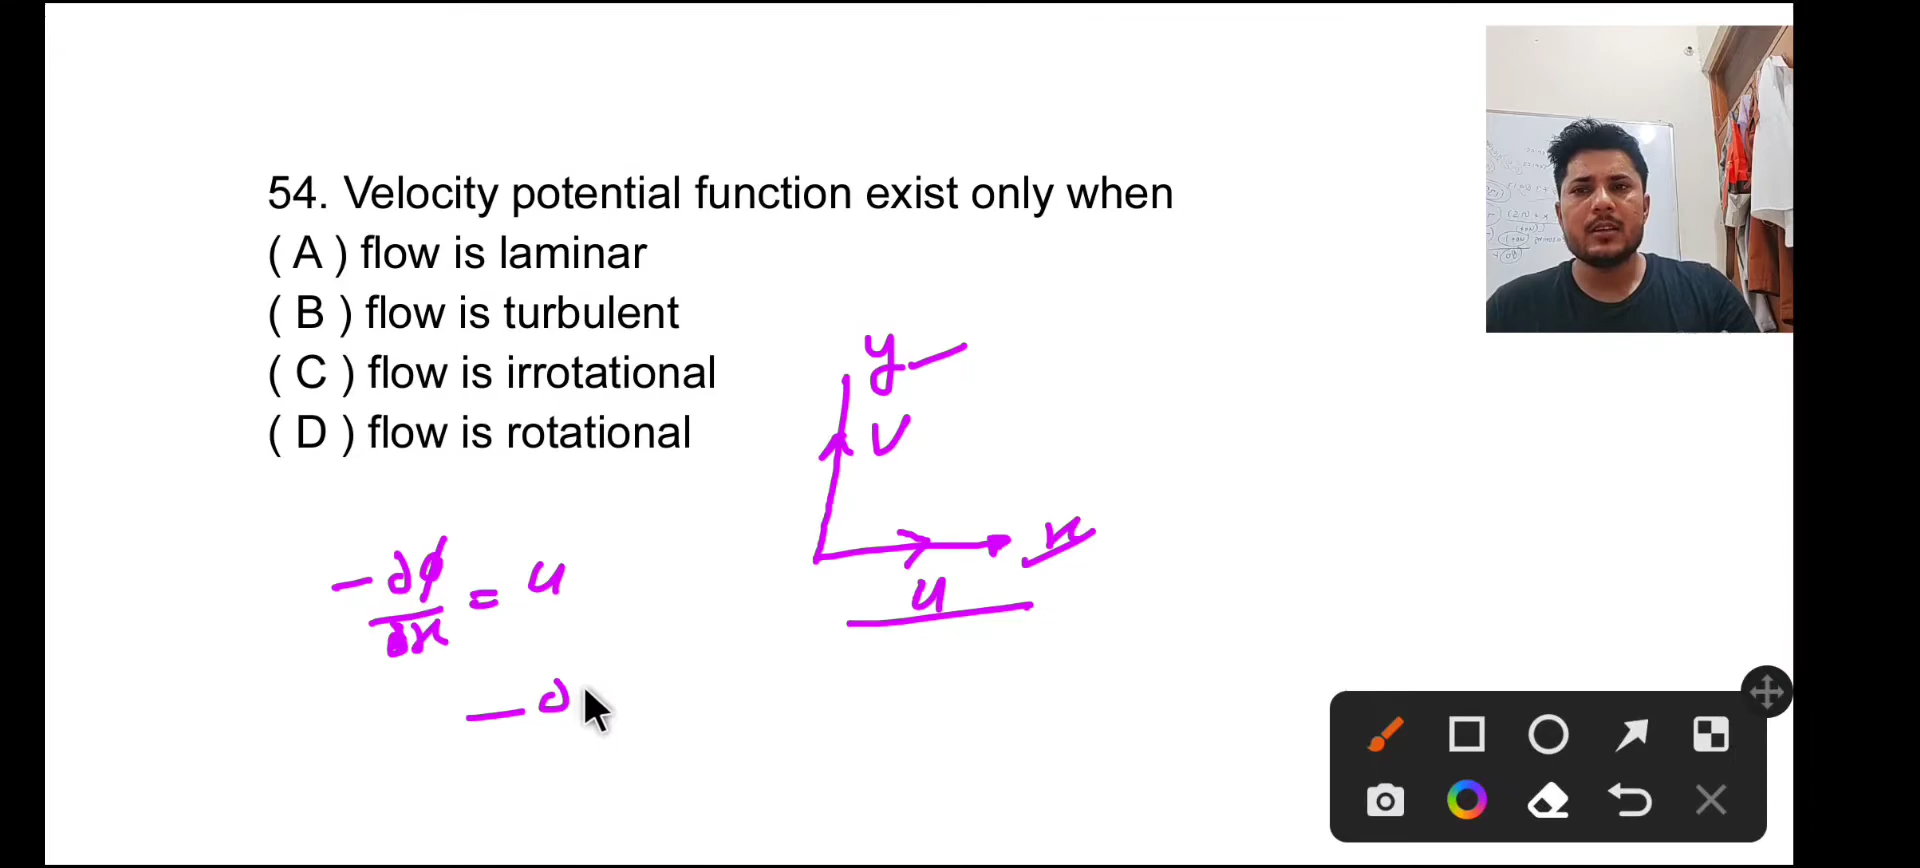 54. Velocity potential function exist only when
( A ) flow is laminar
( B ) flow is turbulent
( C ) flow is irrotational
( D ) flow is rotational
y
v
x
u
-∂ϕ/∂x = u
-∂